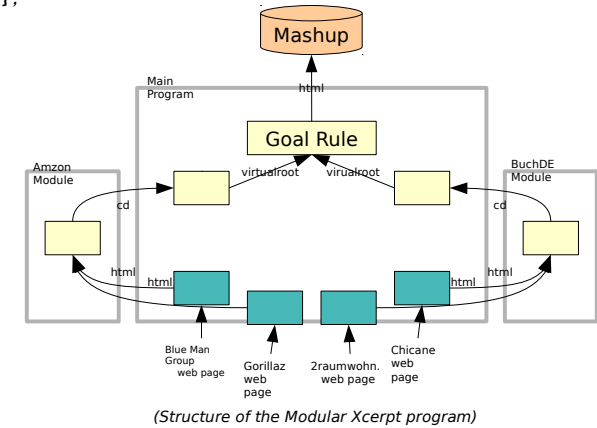 },
Mashup
html
Main
Program
Goal Rule
Amzon
Module
BuchDE
Module
virtualroot
virualroot
cd
cd
html
html
html
html
Blue Man
Group
web page
Gorillaz
web
page
2raumwohn.
web page
Chicane
web
page
(Structure of the Modular Xcerpt program)